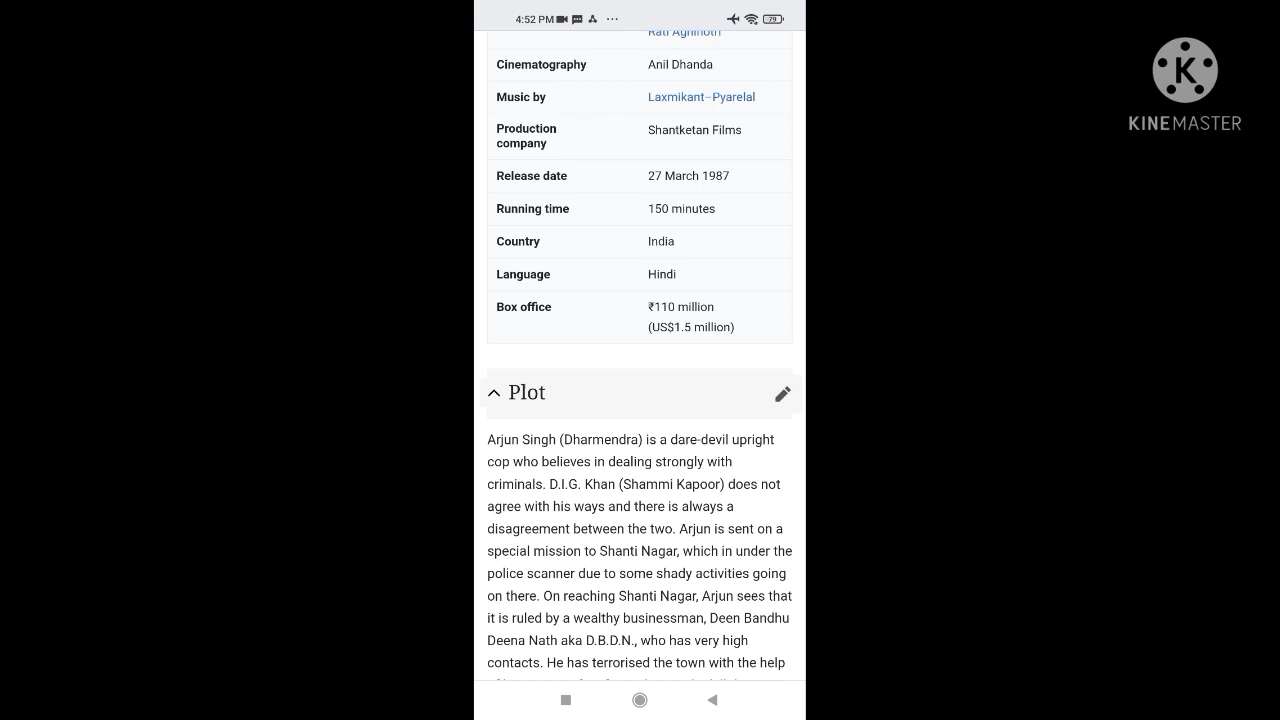 4:52 PM
79
Rati Agnihotri
Cinematography Anil Dhanda
Music by Laxmikant–Pyarelal
Production company Shantketan Films
Release date 27 March 1987
Running time 150 minutes
Country India
Language Hindi
Box office ₹110 million
(US$1.5 million)
Plot
Arjun Singh (Dharmendra) is a dare-devil upright
cop who believes in dealing strongly with
criminals. D.I.G. Khan (Shammi Kapoor) does not
agree with his ways and there is always a
disagreement between the two. Arjun is sent on a
special mission to Shanti Nagar, which in under the
police scanner due to some shady activities going
on there. On reaching Shanti Nagar, Arjun sees that
it is ruled by a wealthy businessman, Deen Bandhu
Deena Nath aka D.B.D.N., who has very high
contacts. He has terrorised the town with the help
K
KINEMASTER